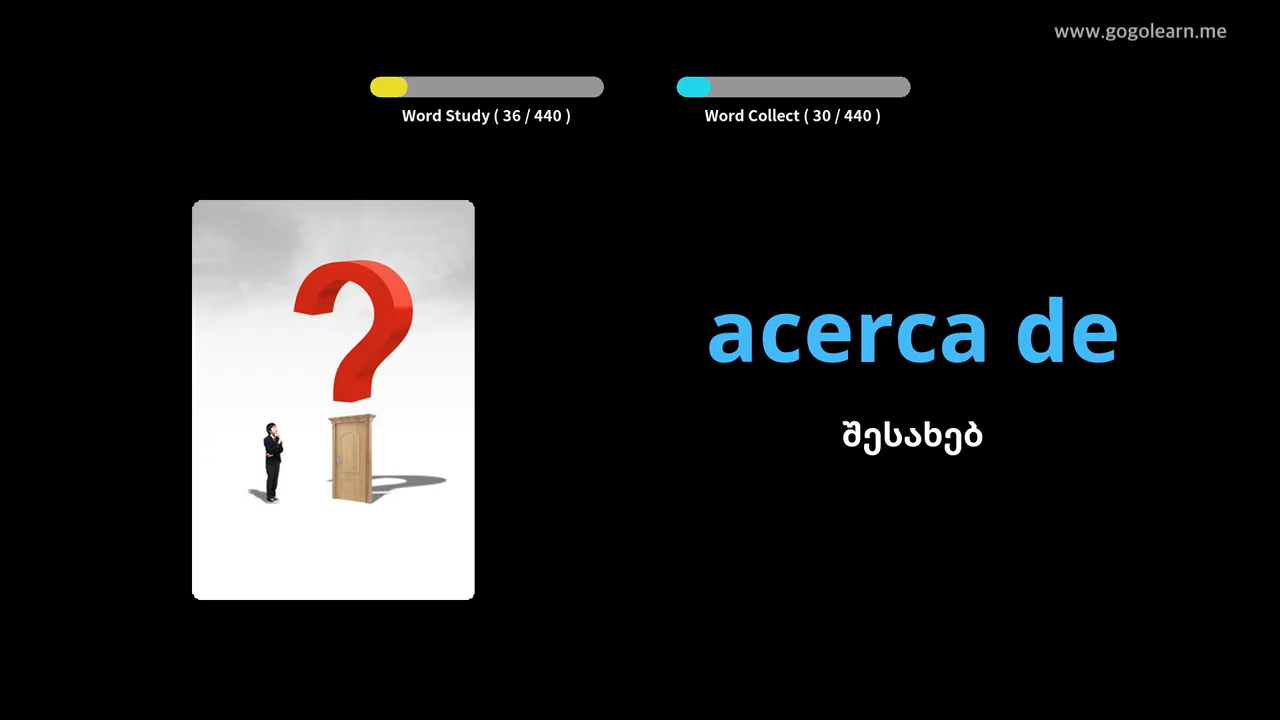 www.gogolearn.me
Word Study ( 36 / 440 )
Word Collect ( 30 / 440 )
acerca de
შესახებ